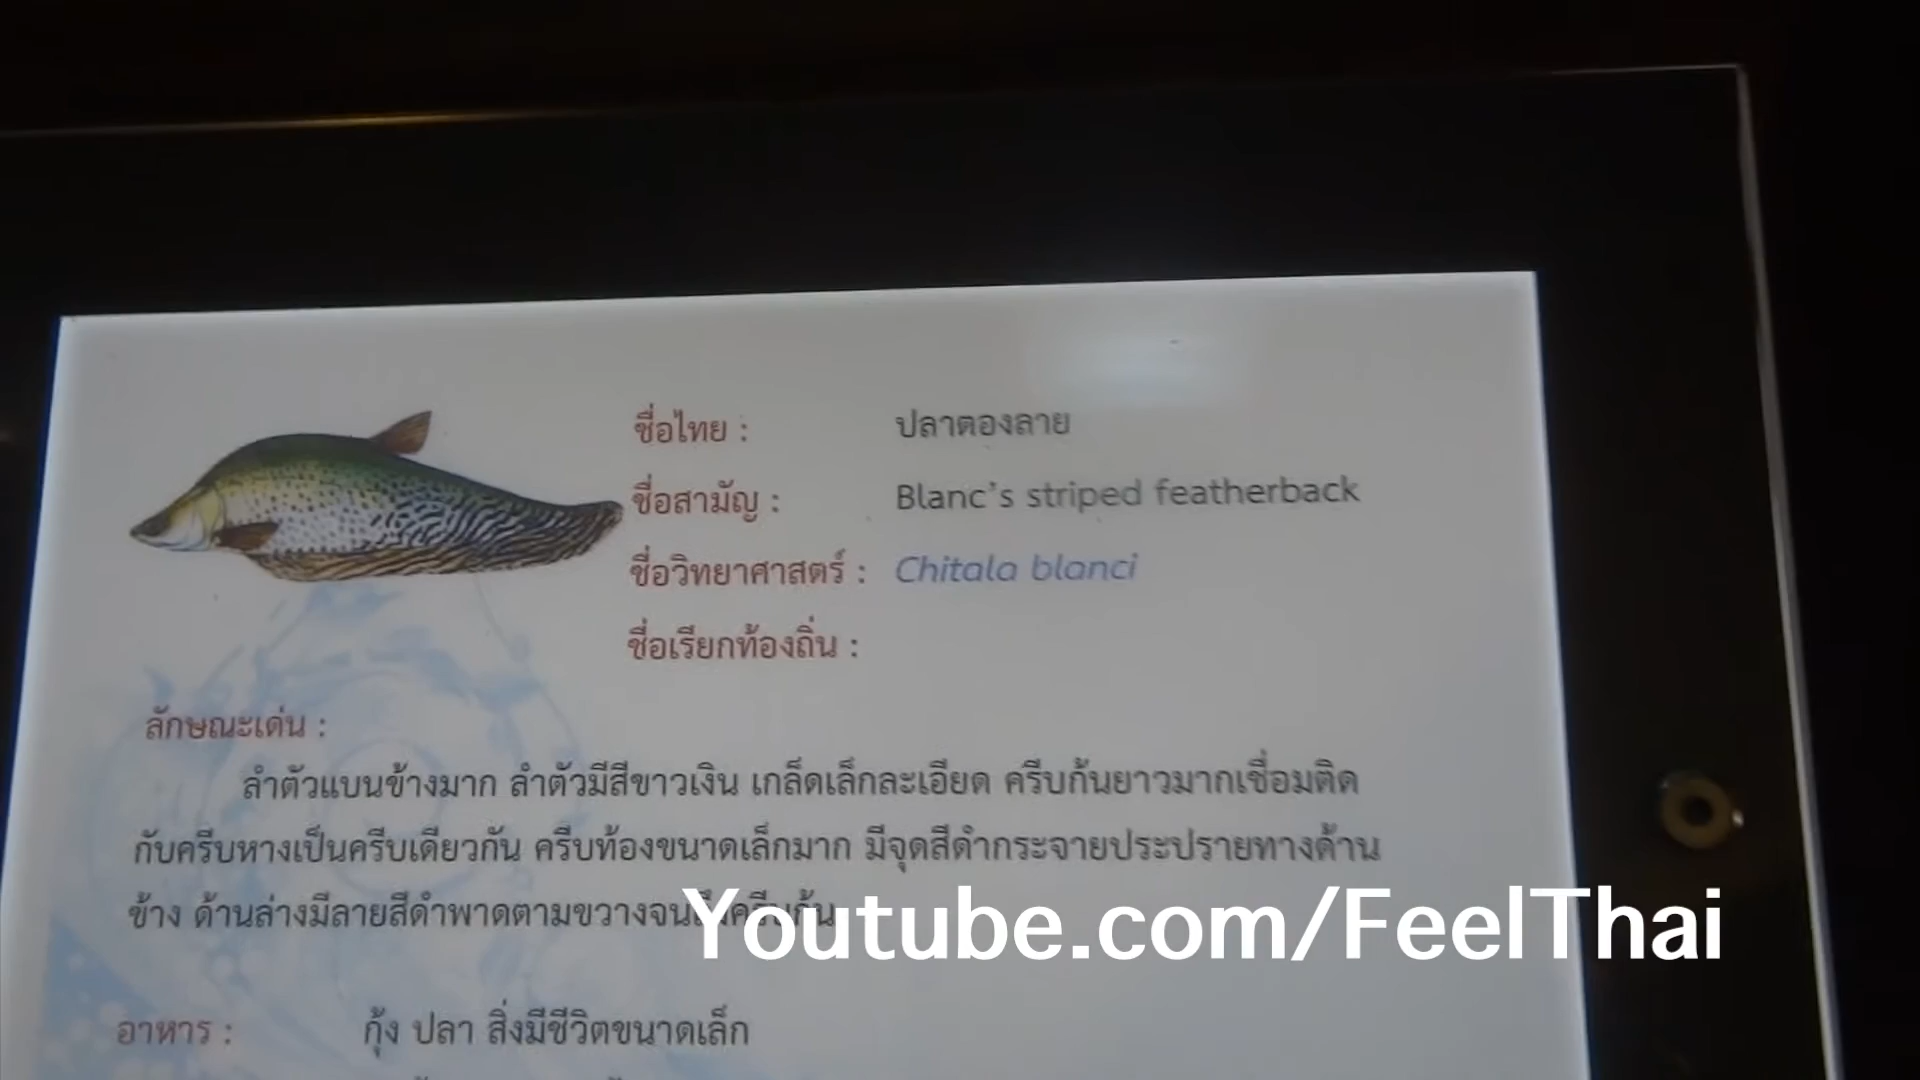 ชื่อไทย : ปลาตองลาย
ชื่อสามัญ : Blanc's striped featherback
ชื่อวิทยาศาสตร์ : Chitala blanci
ชื่อเรียกท้องถิ่น :
ลักษณะเด่น :
ลำตัวแบนข้างมาก ลำตัวมีสีขาวเงิน เกล็ดเล็กละเอียด ครีบก้นยาวมากเชื่อมติด
กับครีบหางเป็นครีบเดียวกัน ครีบท้องขนาดเล็กมาก มีจุดสีดำกระจายประปรายทางด้าน
ข้าง ด้านล่างมีลายสีดำพาดตามขวางจนถึงครีบก้น
Youtube.com/FeelThai
อาหาร : กุ้ง ปลา สิ่งมีชีวิตขนาดเล็ก